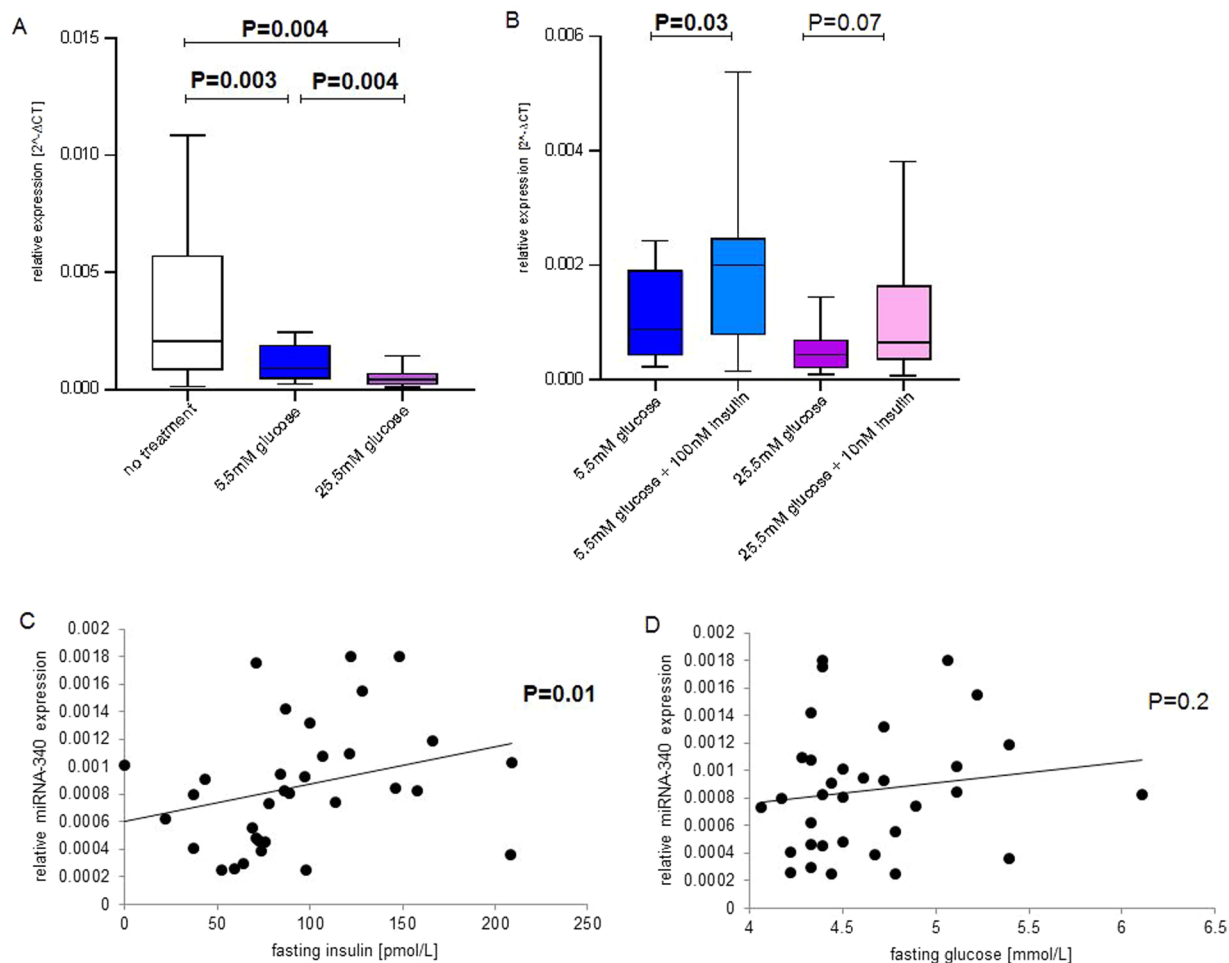 A
B
P=0.004
P=0.003
P=0.004
relative expression [2^-ΔCT]
0.015
0.010
0.005
0.000
no treatment
5.5mM glucose
25.5mM glucose
P=0.03
P=0.07
relative expression [2^-ΔCT]
0.006
0.004
0.002
0.000
5.5mM glucose
5.5mM glucose + 100nM insulin
25.5mM glucose
25.5mM glucose + 10nM insulin
C
relative miRNA-340 expression
0.002
0.0018
0.0016
0.0014
0.0012
0.001
0.0008
0.0006
0.0004
0.0002
0
P=0.01
0
50
100
150
200
250
fasting insulin [pmol/L]
D
relative miRNA-340 expression
0.002
0.0018
0.0016
0.0014
0.0012
0.001
0.0008
0.0006
0.0004
0.0002
0
P=0.2
4
4.5
5
5.5
6
6.5
fasting glucose [mmol/L]